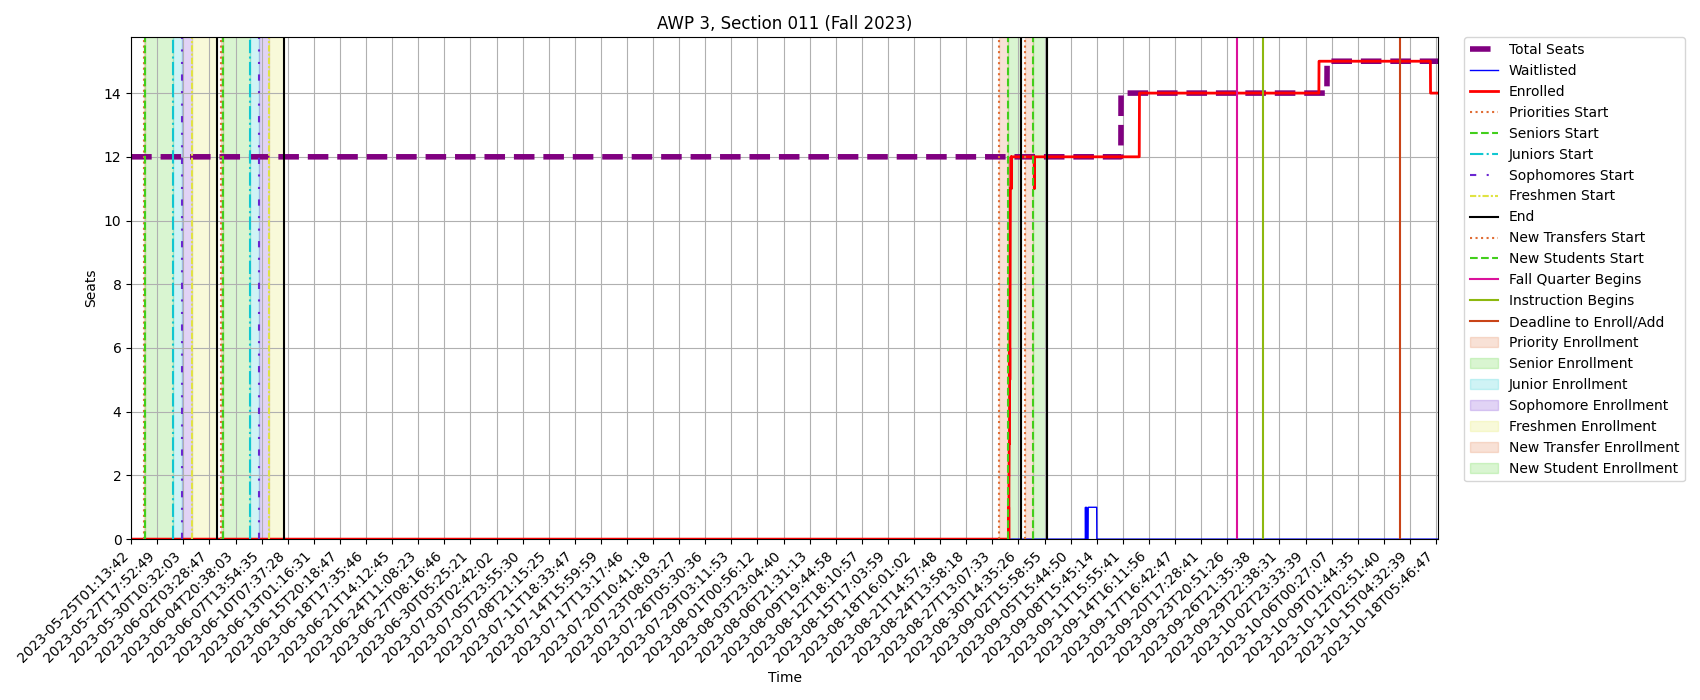 AWP 3, Section 011 (Fall 2023)
Seats
14
12
10
8
6
4
2
0
2023-05-25T01:13:42
2023-05-27T17:52:49
2023-05-30T10:32:03
2023-06-02T03:28:47
2023-06-04T20:38:03
2023-06-07T13:54:35
2023-06-10T07:37:28
2023-06-13T01:16:31
2023-06-15T20:18:47
2023-06-18T17:35:46
2023-06-21T14:12:45
2023-06-24T11:08:23
2023-06-27T08:16:46
2023-06-30T05:25:21
2023-07-03T02:42:02
2023-07-05T23:55:30
2023-07-08T21:15:25
2023-07-11T18:33:47
2023-07-14T15:59:59
2023-07-17T13:17:46
2023-07-20T10:41:18
2023-07-23T08:03:27
2023-07-26T05:30:36
2023-07-29T03:11:53
2023-08-01T00:56:12
2023-08-03T23:04:40
2023-08-06T21:31:13
2023-08-09T19:44:58
2023-08-12T18:10:57
2023-08-15T17:03:59
2023-08-18T16:01:02
2023-08-21T14:57:48
2023-08-24T13:58:18
2023-08-27T13:07:33
2023-08-30T14:35:26
2023-09-02T15:58:55
2023-09-05T15:44:50
2023-09-08T15:45:14
2023-09-11T15:55:41
2023-09-14T16:11:56
2023-09-17T16:42:47
2023-09-20T17:28:41
2023-09-23T20:51:26
2023-09-26T21:35:38
2023-09-29T22:38:31
2023-10-02T23:33:39
2023-10-06T00:27:07
2023-10-09T01:44:35
2023-10-12T02:51:40
2023-10-15T04:32:39
2023-10-18T05:46:47
Time
Total Seats
Waitlisted
Enrolled
Priorities Start
Seniors Start
Juniors Start
Sophomores Start
Freshmen Start
End
New Transfers Start
New Students Start
Fall Quarter Begins
Instruction Begins
Deadline to Enroll/Add
Priority Enrollment
Senior Enrollment
Junior Enrollment
Sophomore Enrollment
Freshmen Enrollment
New Transfer Enrollment
New Student Enrollment